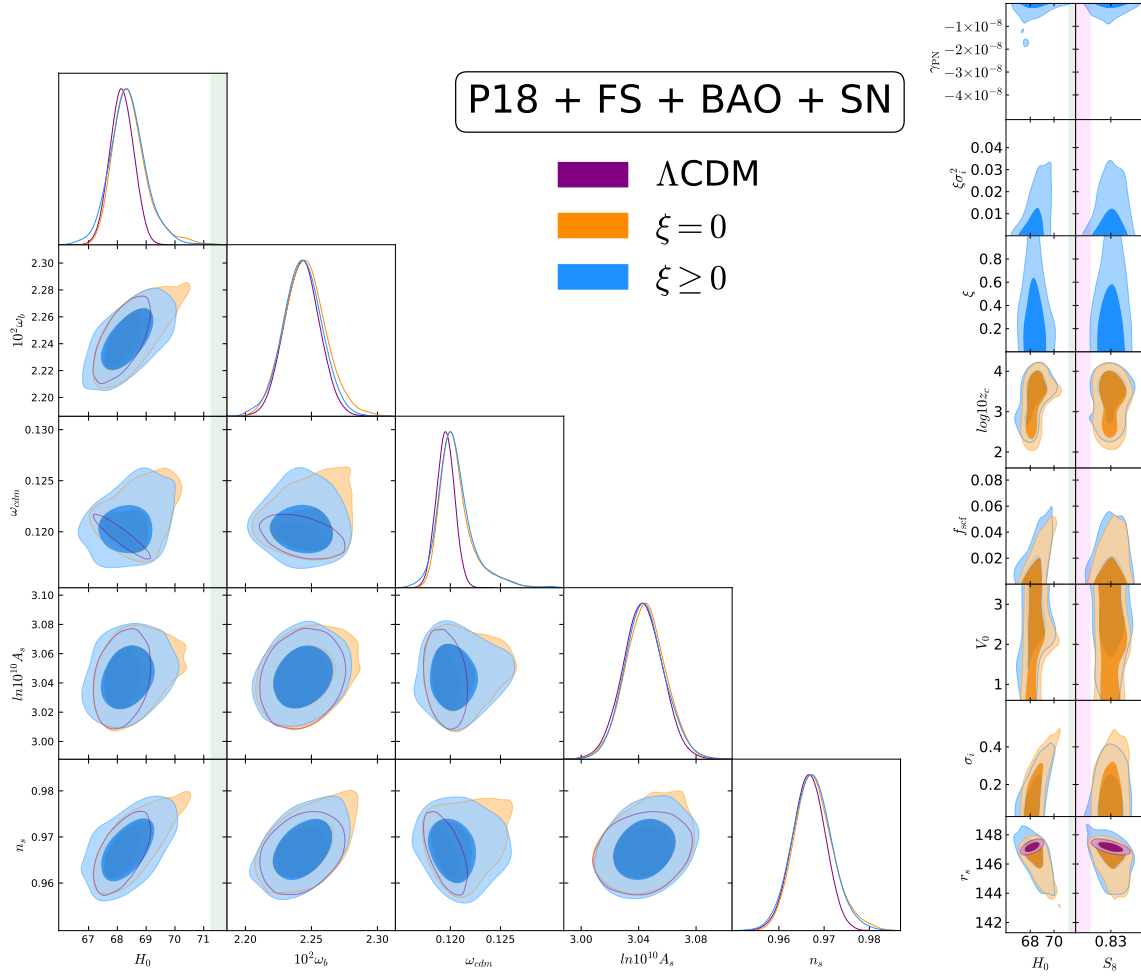 P18 + FS + BAO + SN
ΛCDM
ξ = 0
ξ ≥ 0
10²ω_b
2.30
2.28
2.26
2.24
2.22
2.20
ω_cdm
0.130
0.125
0.120
ln10¹⁰A_s
3.10
3.08
3.06
3.04
3.02
3.00
n_s
0.98
0.97
0.96
67 68 69 70 71
H₀
2.20 2.25 2.30
10²ω_b
0.120 0.125
ω_cdm
3.00 3.05 3.10
ln10¹⁰A_s
0.96 0.97 0.98
n_s
γ_PN
−1×10⁻⁸
−2×10⁻⁸
−3×10⁻⁸
−4×10⁻⁸
ξσ_i²
0.04
0.03
0.02
0.01
ξ
0.8
0.6
0.4
0.2
log10z_c
4
3
2
f_scf
0.08
0.06
0.04
0.02
V₀
3
2
1
σ_i
0.4
0.2
r_s
148
146
144
142
68 70
H₀
0.83
S₈